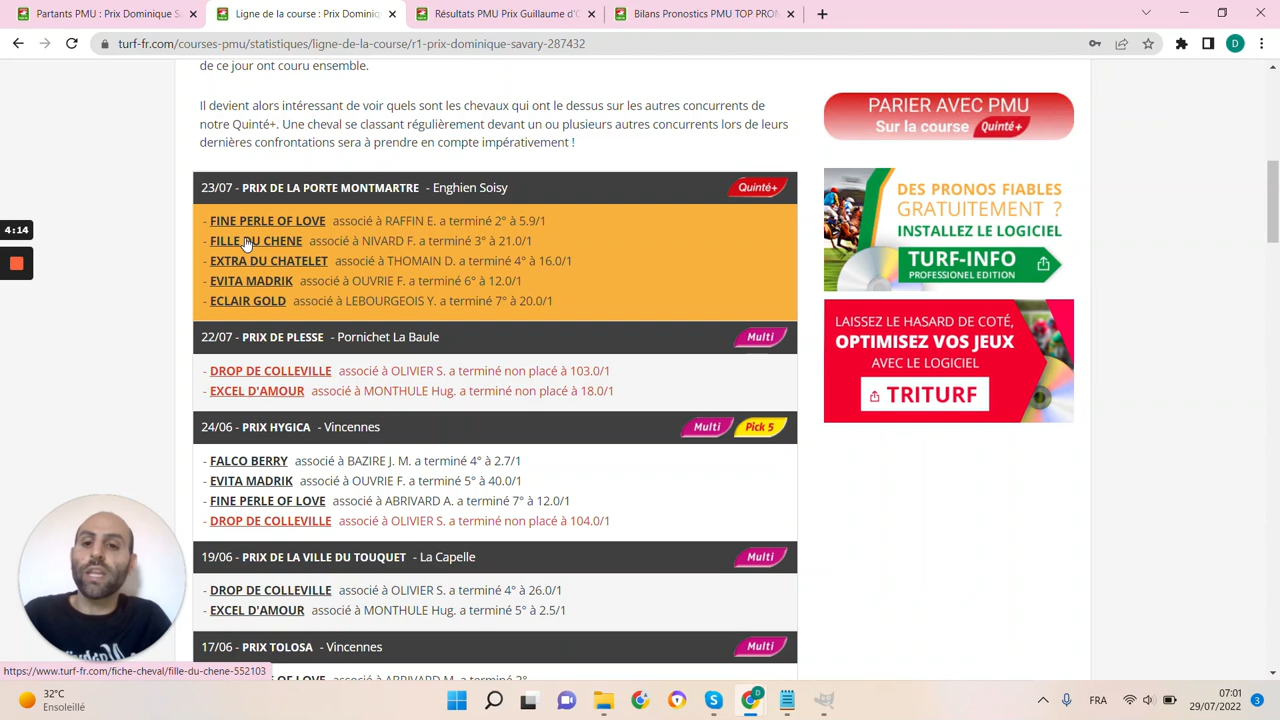 Partants PMU : Prix Dominique S
Ligne de la course : Prix Dominiq
Résultats PMU Prix Guillaume d'O
Bilans Pronostics PMU TOP PRON
turf-fr.com/courses-pmu/statistiques/ligne-de-la-course/r1-prix-dominique-savary-287432
D
de ce jour ont couru ensemble.
Il devient alors intéressant de voir quels sont les chevaux qui ont le dessus sur les autres concurrents de
notre Quinté+. Une cheval se classant régulièrement devant un ou plusieurs autres concurrents lors de leurs
dernières confrontations sera à prendre en compte impérativement !
23/07 - PRIX DE LA PORTE MONTMARTRE - Enghien Soisy Quinté+
- FINE PERLE OF LOVE associé à RAFFIN E. a terminé 2° à 5.9/1
- FILLE DU CHENE associé à NIVARD F. a terminé 3° à 21.0/1
- EXTRA DU CHATELET associé à THOMAIN D. a terminé 4° à 16.0/1
- EVITA MADRIK associé à OUVRIE F. a terminé 6° à 12.0/1
- ECLAIR GOLD associé à LEBOURGEOIS Y. a terminé 7° à 20.0/1
22/07 - PRIX DE PLESSE - Pornichet La Baule Multi
- DROP DE COLLEVILLE associé à OLIVIER S. a terminé non placé à 103.0/1
- EXCEL D'AMOUR associé à MONTHULE Hug. a terminé non placé à 18.0/1
24/06 - PRIX HYGICA - Vincennes Multi Pick 5
- FALCO BERRY associé à BAZIRE J. M. a terminé 4° à 2.7/1
- EVITA MADRIK associé à OUVRIE F. a terminé 5° à 40.0/1
- FINE PERLE OF LOVE associé à ABRIVARD A. a terminé 7° à 12.0/1
- DROP DE COLLEVILLE associé à OLIVIER S. a terminé non placé à 104.0/1
19/06 - PRIX DE LA VILLE DU TOUQUET - La Capelle Multi
- DROP DE COLLEVILLE associé à OLIVIER S. a terminé 4° à 26.0/1
- EXCEL D'AMOUR associé à MONTHULE Hug. a terminé 5° à 2.5/1
17/06 - PRIX TOLOSA - Vincennes Multi
PARIER AVEC PMU
Sur la course Quinté+
DES PRONOS FIABLES
GRATUITEMENT ?
INSTALLEZ LE LOGICIEL
TURF-INFO
PROFESSIONEL EDITION
LAISSEZ LE HASARD DE COTÉ,
OPTIMISEZ VOS JEUX
AVEC LE LOGICIEL
TRITURF
4:14
https://www.turf-fr.com/fiche-cheval/fille-du-chene-552103
32°C
Ensoleillé
D
FRA
07:01
29/07/2022
3